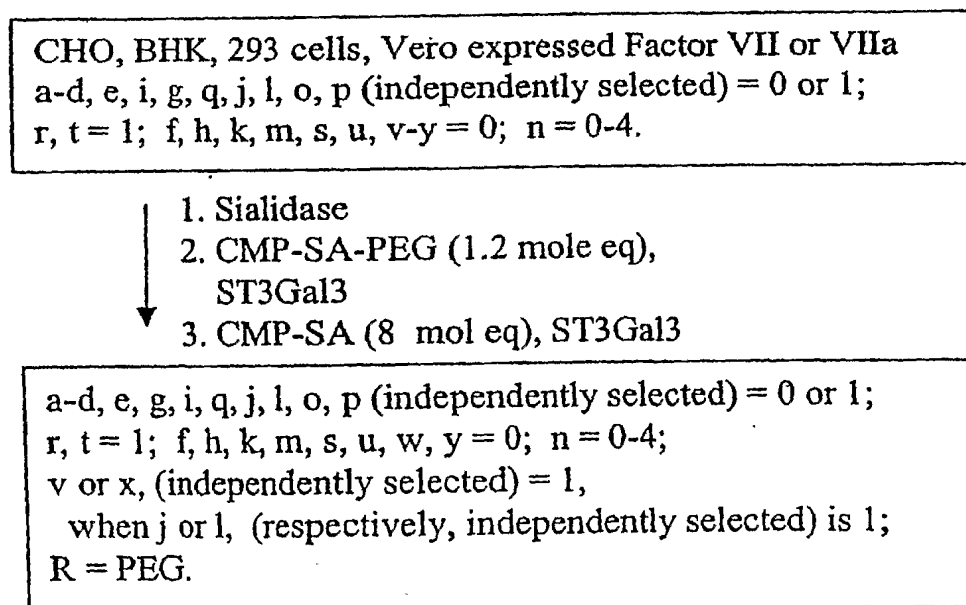 CHO, BHK, 293 cells, Vero expressed Factor VII or VIIa
a-d, e, i, g, q, j, l, o, p (independently selected) = 0 or 1;
r, t = 1; f, h, k, m, s, u, v-y = 0; n = 0-4.
1. Sialidase
2. CMP-SA-PEG (1.2 mole eq),
ST3Gal3
3. CMP-SA (8 mol eq), ST3Gal3
a-d, e, g, i, q, j, l, o, p (independently selected) = 0 or 1;
r, t = 1; f, h, k, m, s, u, w, y = 0; n = 0-4;
v or x, (independently selected) = 1,
when j or l, (respectively, independently selected) is 1;
R = PEG.